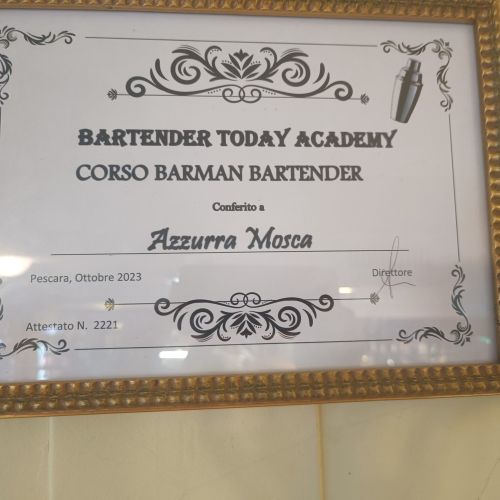 BARTENDER TODAY ACADEMY
CORSO BARMAN BARTENDER
Conferito a
Azzurra Mosca
Pescara, Ottobre 2023
Direttore
Attestato N. 2221